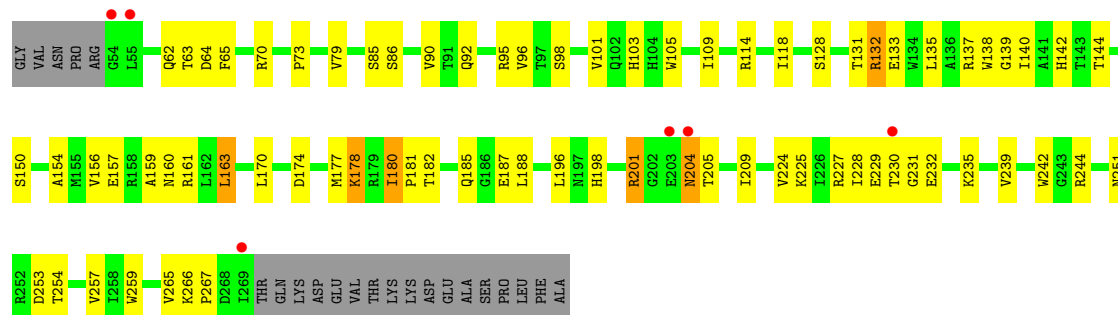 GLY VAL ASN PRO ARG G54 L55 Q62 T63 D64 F65 R70 P73 V79 S85 S86 V90 T91 Q92 R95 V96 T97 S98 V101 Q102 H103 H104 W105 I109 R114 I118 S128 T131 R132 E133 W134 L135 A136 R137 W138 G139 I140 A141 H142 T143 T144
S150 A154 M155 V156 E157 R158 A159 N160 R161 L162 L163 L170 D174 M177 K178 R179 I180 P181 T182 Q185 G186 E187 L188 L196 N197 H198 R201 G202 E203 N204 T205 I209 V224 K225 I226 R227 I228 E229 T230 G231 E232 K235 V239 W242 G243 R244 N251
R252 D253 T254 V257 I258 W259 V265 K266 P267 D268 I269 THR GLN LYS ASP GLU VAL THR LYS LYS ASP GLU ALA SER PRO LEU PHE ALA